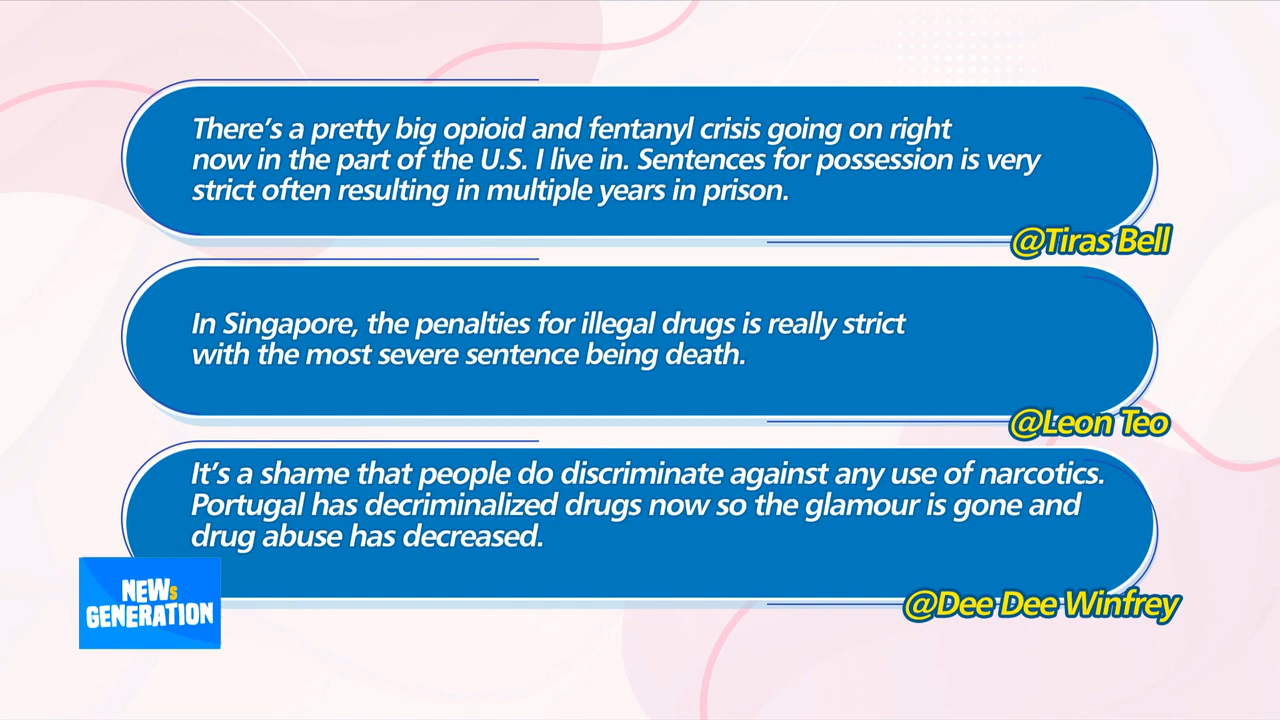 There's a pretty big opioid and fentanyl crisis going on right
now in the part of the U.S. I live in. Sentences for possession is very
strict often resulting in multiple years in prison.
@Tiras Bell
In Singapore, the penalties for illegal drugs is really strict
with the most severe sentence being death.
@Leon Teo
It's a shame that people do discriminate against any use of narcotics.
Portugal has decriminalized drugs now so the glamour is gone and
drug abuse has decreased.
@Dee Dee Winfrey
NEWs
GENERATION